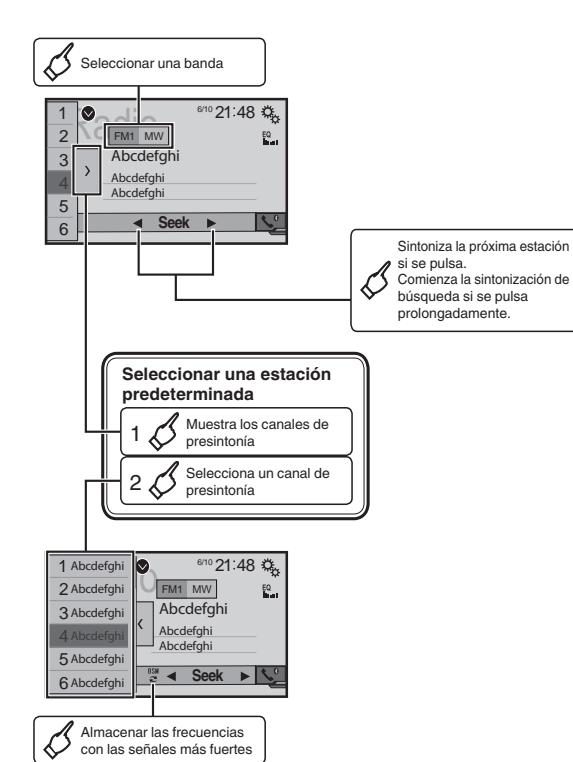 Seleccionar una banda
1
2
3
4
5
6
Radio
6/10 21:48
FM1 MW
EQ
Abcdefghi
Abcdefghi
Abcdefghi
◄ Seek ►
Sintoniza la próxima estación
si se pulsa.
Comienza la sintonización de
búsqueda si se pulsa
prolongadamente.
Seleccionar una estación
predeterminada
1 Muestra los canales de
presintonía
2 Selecciona un canal de
presintonía
1 Abcdefghi
2 Abcdefghi
3 Abcdefghi
4 Abcdefghi
5 Abcdefghi
6 Abcdefghi
6/10 21:48
FM1 MW
EQ
Abcdefghi
Abcdefghi
Abcdefghi
BSM
◄ Seek ►
Almacenar las frecuencias
con las señales más fuertes